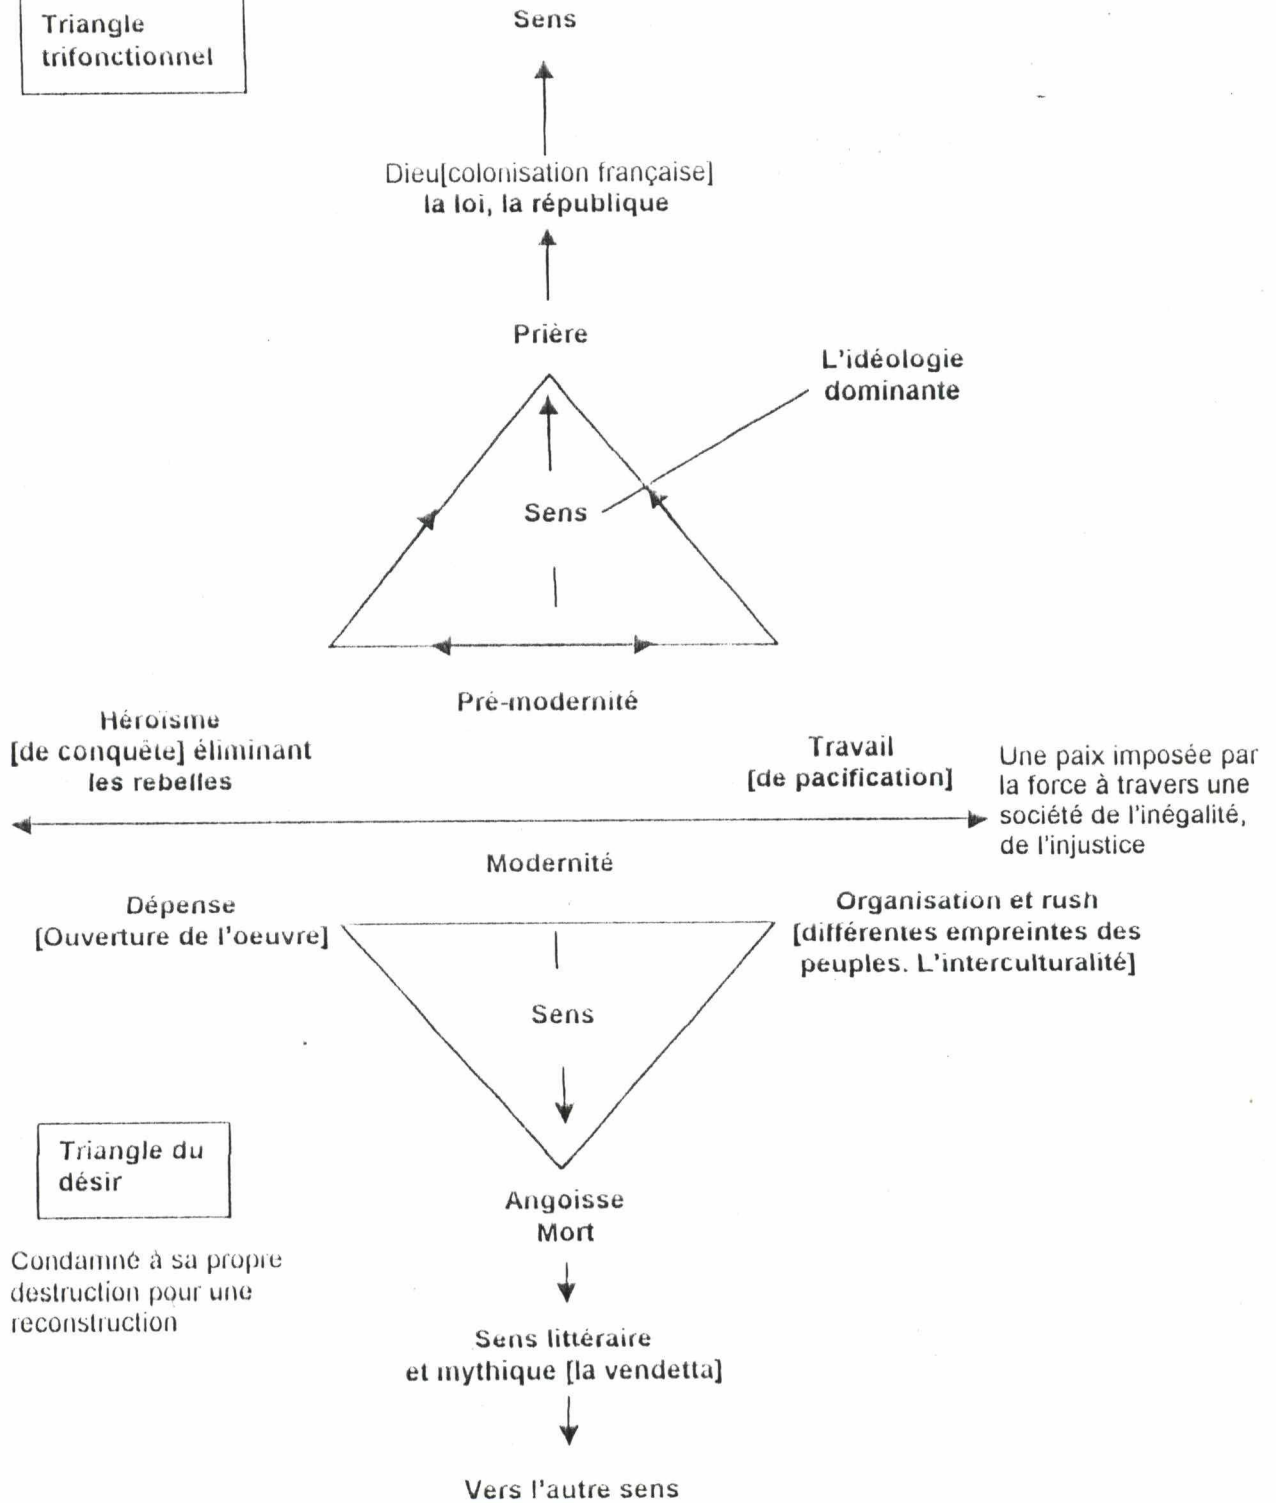 Triangle
trifonctionnel
Sens
Dieu[colonisation française]
la loi, la république
Prière
L'idéologie
dominante
Sens
Pré-modernité
Héroïsme
[de conquête] éliminant
les rebelles
Travail
[de pacification]
Une paix imposée par
la force à travers une
société de l'inégalité,
de l'injustice
Modernité
Dépense
[Ouverture de l'oeuvre]
Organisation et rush
[différentes empreintes des
peuples. L'interculturalité]
Sens
Triangle du
désir
Condamné à sa propre
destruction pour une
reconstruction
Angoisse
Mort
Sens littéraire
et mythique [la vendetta]
Vers l'autre sens